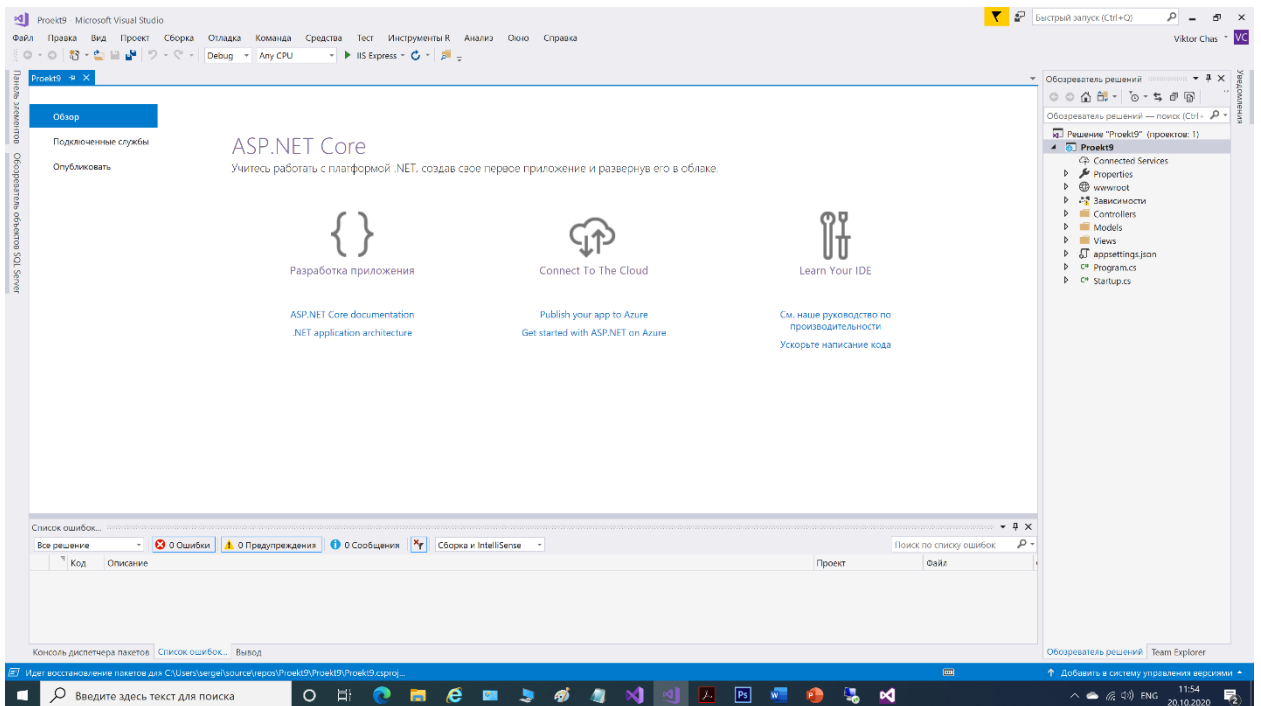 Proekt9 - Microsoft Visual Studio
Быстрый запуск (Ctrl+Q)
Файл Правка Вид Проект Сборка Отладка Команда Средства Тест Инструменты R Анализ Окно Справка
Viktor Chas VC
Debug Any CPU IIS Express
Панель элементов
Обозреватель объектов SQL Server
Proekt9
Обзор
Подключенные службы
Опубликовать
ASP.NET Core
Учитесь работать с платформой .NET, создав свое первое приложение и развернув его в облаке.
Разработка приложения
ASP.NET Core documentation
.NET application architecture
Connect To The Cloud
Publish your app to Azure
Get started with ASP.NET on Azure
Learn Your IDE
См. наше руководство по
производительности
Ускорьте написание кода
Обозреватель решений
Обозреватель решений — поиск (Ctrl+
Решение "Proekt9" (проектов: 1)
Proekt9
Connected Services
Properties
wwwroot
Зависимости
Controllers
Models
Views
appsettings.json
C# Program.cs
C# Startup.cs
Уведомления
Список ошибок...
Все решение 0 Ошибки 0 Предупреждения 0 Сообщения Сборка и IntelliSense Поиск по списку ошибок
Код Описание Проект Файл
Консоль диспетчера пакетов Список ошибок... Вывод
Обозреватель решений Team Explorer
Идет восстановление пакетов для C:\Users\sergei\source\repos\Proekt9\Proekt9\Proekt9.csproj...
Добавить в систему управления версиями
Введите здесь текст для поиска
Ps
ENG
11:54
20.10.2020
2